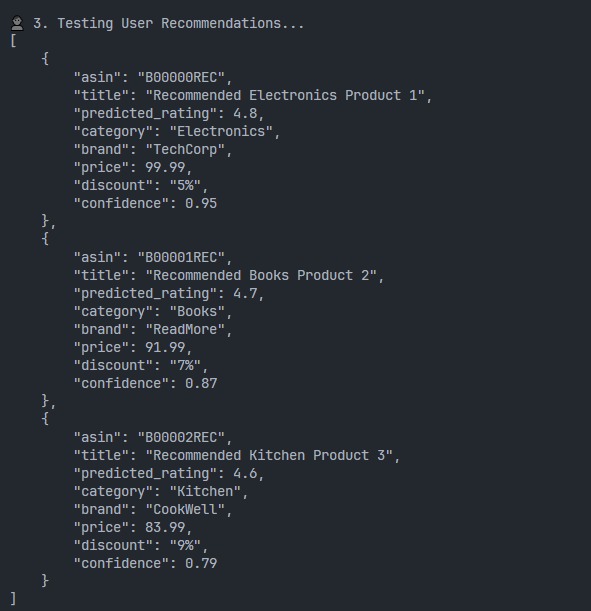 3. Testing User Recommendations...
[
    {
        "asin": "B00000REC",
        "title": "Recommended Electronics Product 1",
        "predicted_rating": 4.8,
        "category": "Electronics",
        "brand": "TechCorp",
        "price": 99.99,
        "discount": "5%",
        "confidence": 0.95
    },
    {
        "asin": "B00001REC",
        "title": "Recommended Books Product 2",
        "predicted_rating": 4.7,
        "category": "Books",
        "brand": "ReadMore",
        "price": 91.99,
        "discount": "7%",
        "confidence": 0.87
    },
    {
        "asin": "B00002REC",
        "title": "Recommended Kitchen Product 3",
        "predicted_rating": 4.6,
        "category": "Kitchen",
        "brand": "CookWell",
        "price": 83.99,
        "discount": "9%",
        "confidence": 0.79
    }
]